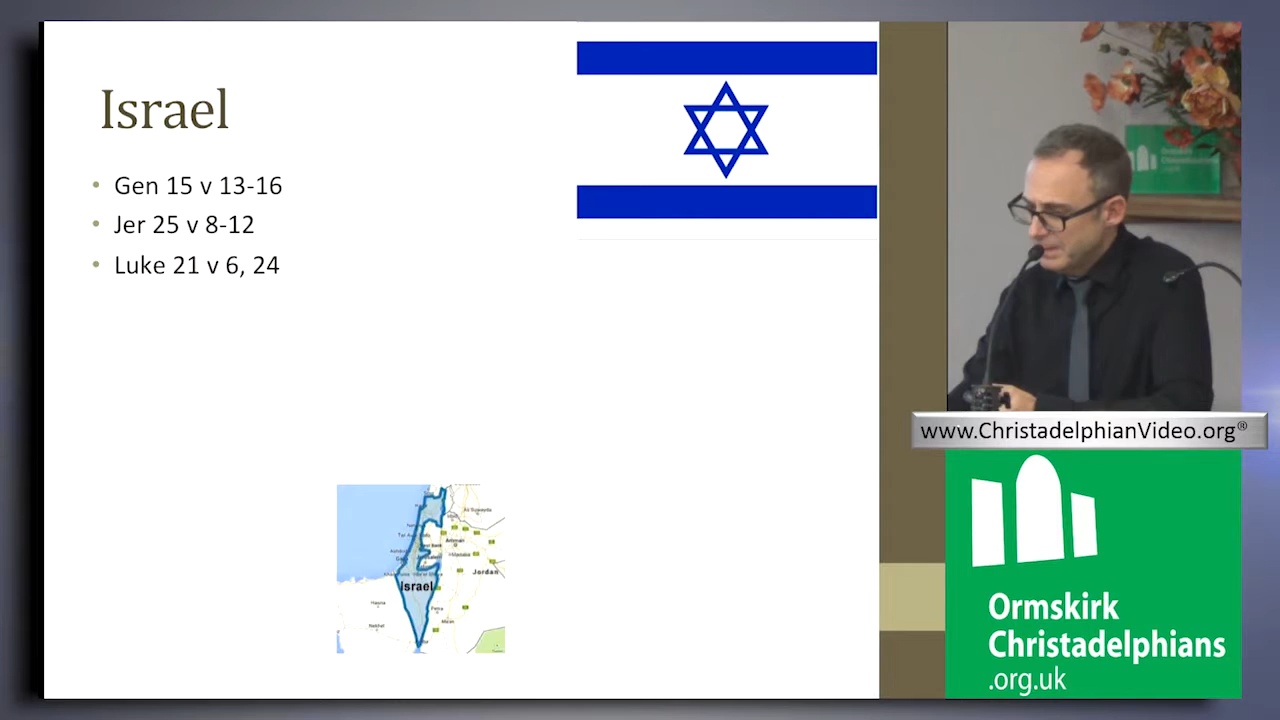 Israel
• Gen 15 v 13-16
• Jer 25 v 8-12
• Luke 21 v 6, 24
Israel
Jordan
www.ChristadelphianVideo.org®
Ormskirk
Christadelphians
.org.uk